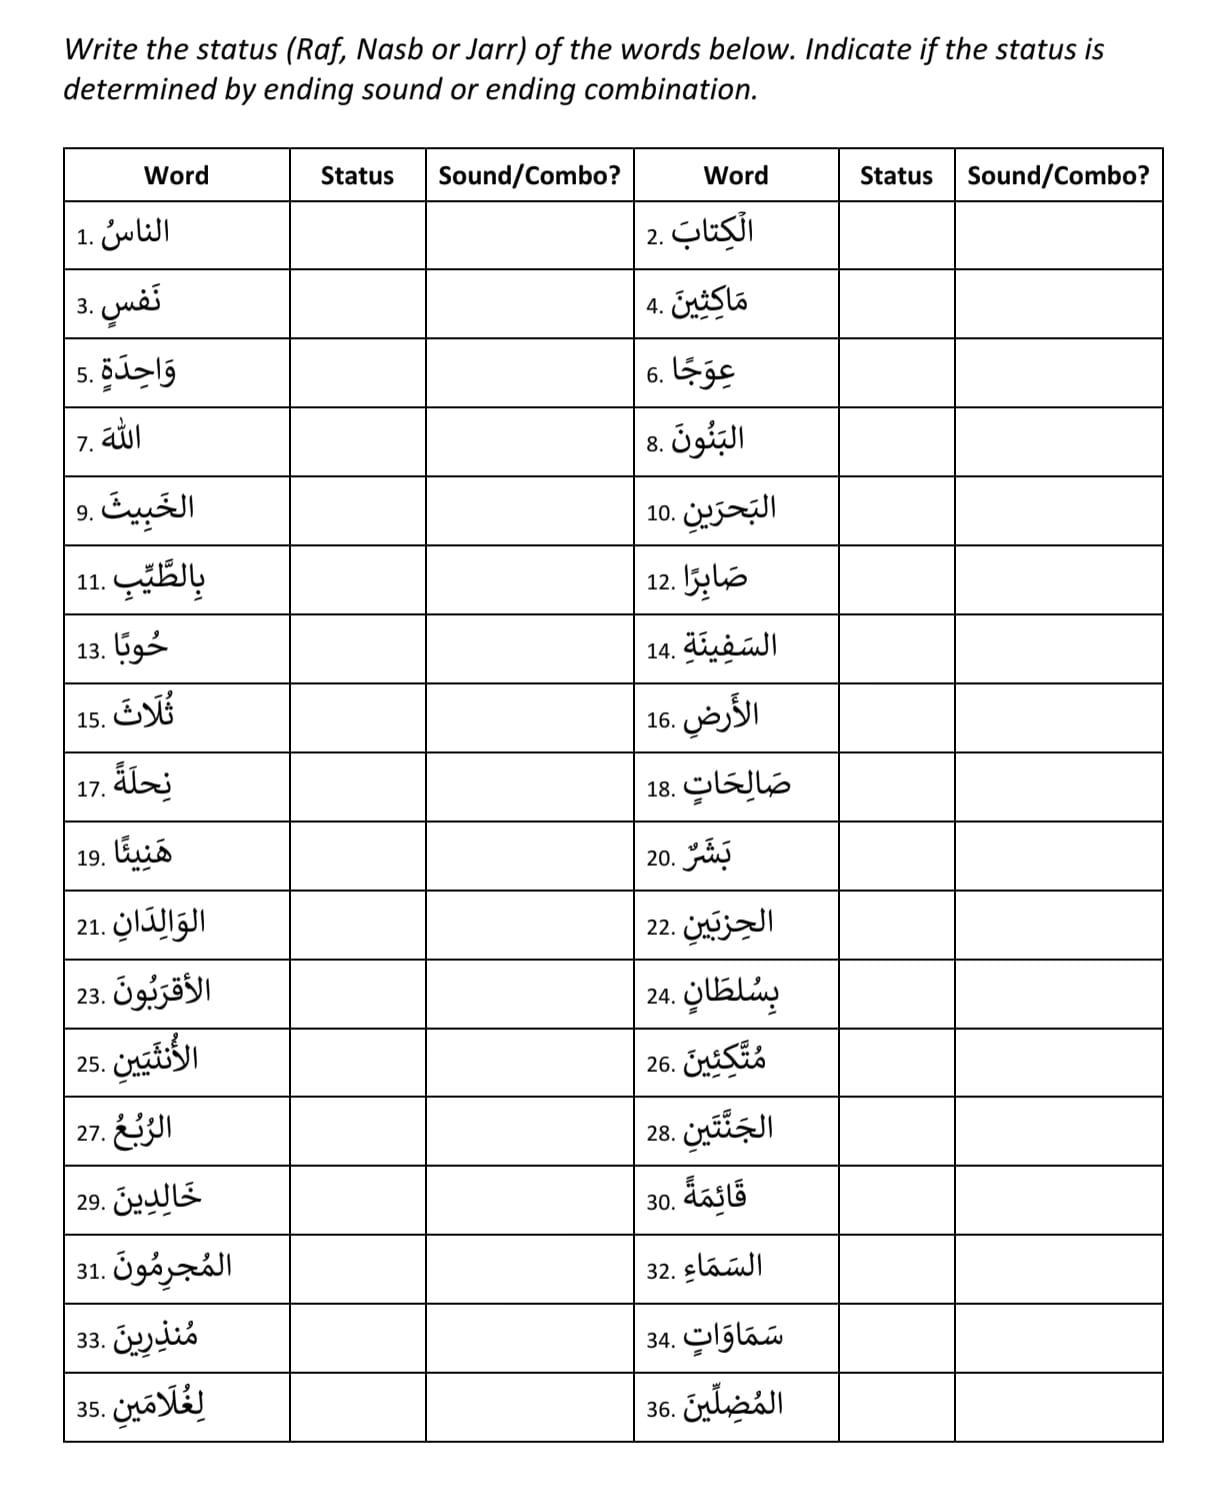 Write the status (Raf, Nasb or Jarr) of the words below. Indicate if the status is
determined by ending sound or ending combination.
Word Status Sound/Combo? Word Status Sound/Combo?
1. الناسُ 2. الْكِتابَ
3. نَفسٍ 4. مَاكِثِينَ
5. وَاحِدَةٍ 6. عِوَجًا
7. اللهَ 8. البَنُونَ
9. الخَبِيثَ 10. البَحرَينِ
11. بِالطَّيِّبِ 12. صَابِرًا
13. حُوبًا 14. السَفِينَةِ
15. ثُلَاثَ 16. الأَرضِ
17. نِحلَةً 18. صَالِحَاتٍ
19. هَنِيئًا 20. بَشَرٌ
21. الوَالِدَانِ 22. الحِزبَينِ
23. الأقرَبُونَ 24. بِسُلطَانٍ
25. الأُنثَيَينِ 26. مُتَّكِئِينَ
27. الرُبُعُ 28. الجَنَّتَينِ
29. خَالِدِينَ 30. قَائِمَةً
31. المُجرِمُونَ 32. السَمَاءِ
33. مُنذِرِينَ 34. سَمَاوَاتٍ
35. لِغُلَامَينِ 36. المُضِلِّينَ